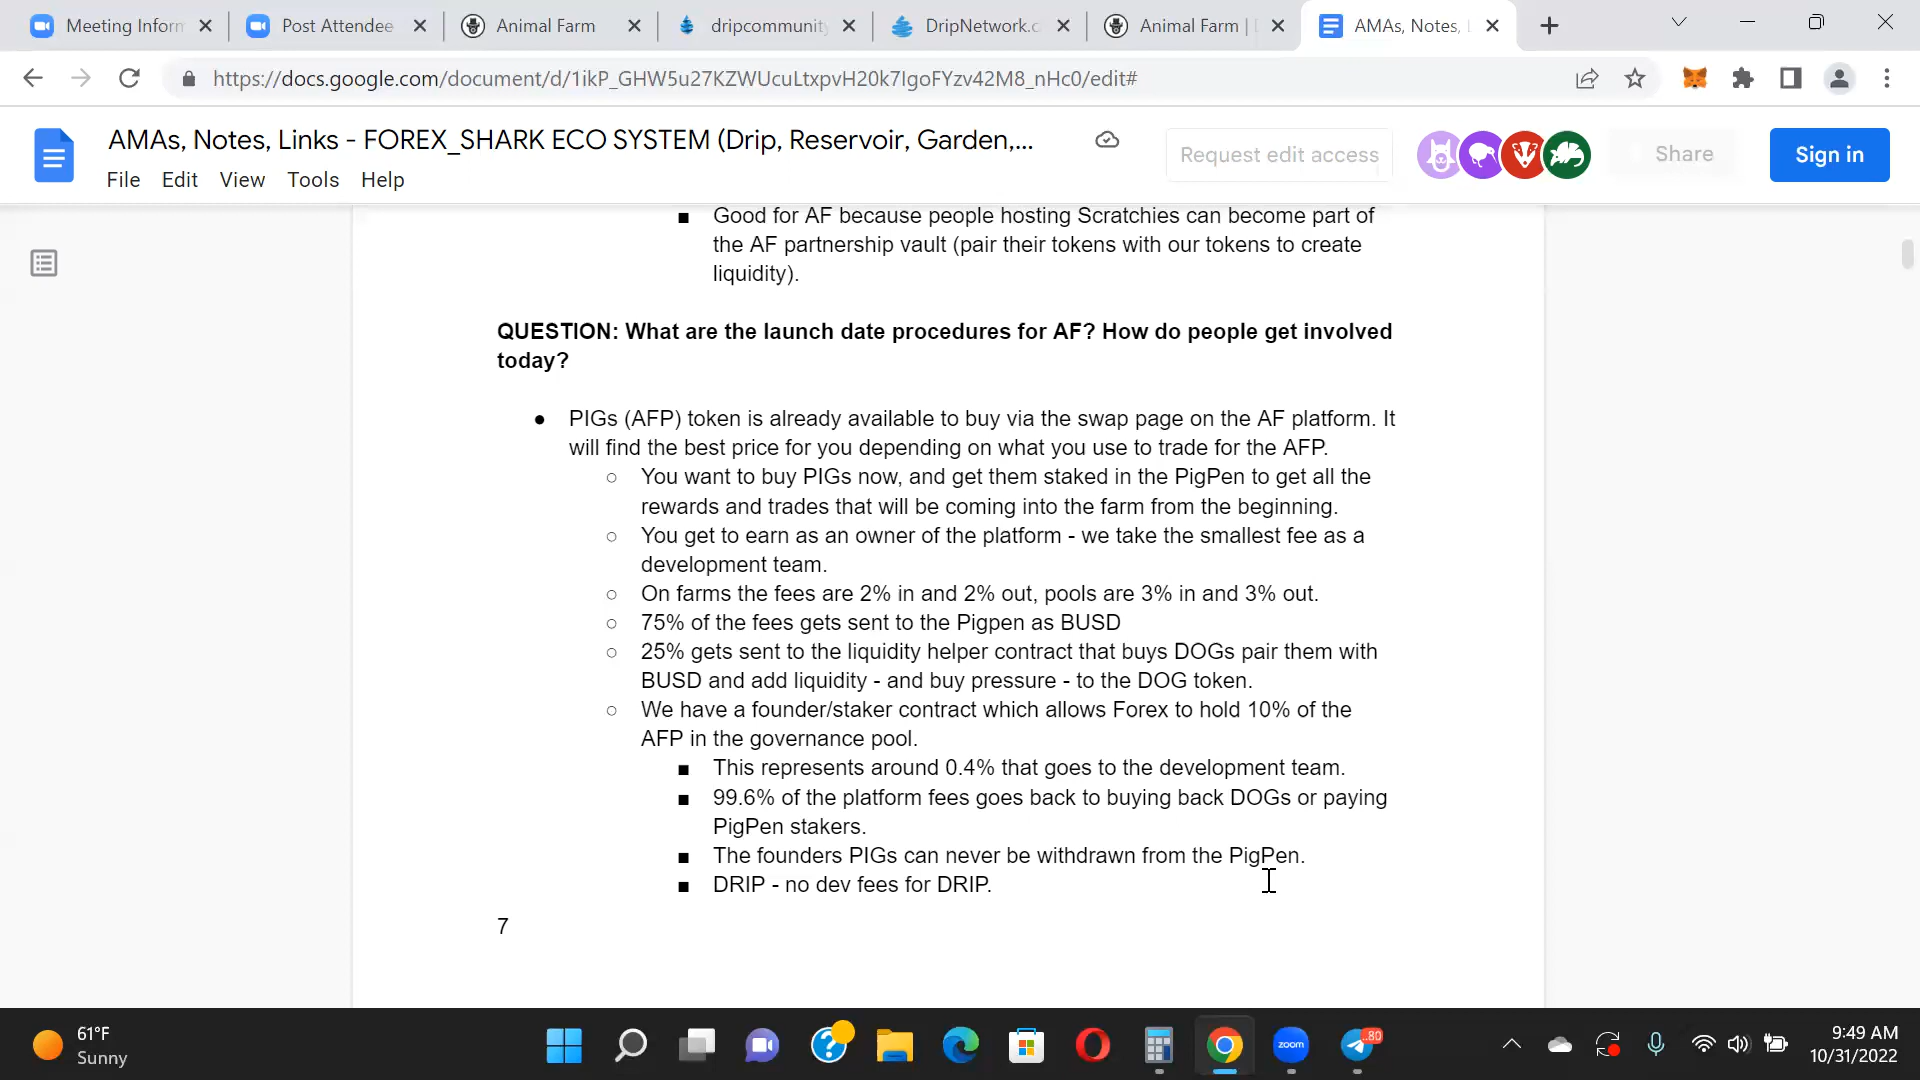 Meeting Inform
Post Attendee
Animal Farm
dripcommunity
DripNetwork.c
Animal Farm |
AMAs, Notes,
https://docs.google.com/document/d/1ikP_GHW5u27KZWUcuLtxpvH20k7IgoFYzv42M8_nHc0/edit#
AMAs, Notes, Links - FOREX_SHARK ECO SYSTEM (Drip, Reservoir, Garden,...
Request edit access
Share
Sign in
File Edit View Tools Help
■ Good for AF because people hosting Scratchies can become part of
the AF partnership vault (pair their tokens with our tokens to create
liquidity).
QUESTION: What are the launch date procedures for AF? How do people get involved
today?
● PIGs (AFP) token is already available to buy via the swap page on the AF platform. It
will find the best price for you depending on what you use to trade for the AFP.
○ You want to buy PIGs now, and get them staked in the PigPen to get all the
rewards and trades that will be coming into the farm from the beginning.
○ You get to earn as an owner of the platform - we take the smallest fee as a
development team.
○ On farms the fees are 2% in and 2% out, pools are 3% in and 3% out.
○ 75% of the fees gets sent to the Pigpen as BUSD
○ 25% gets sent to the liquidity helper contract that buys DOGs pair them with
BUSD and add liquidity - and buy pressure - to the DOG token.
○ We have a founder/staker contract which allows Forex to hold 10% of the
AFP in the governance pool.
■ This represents around 0.4% that goes to the development team.
■ 99.6% of the platform fees goes back to buying back DOGs or paying
PigPen stakers.
■ The founders PIGs can never be withdrawn from the PigPen.
■ DRIP - no dev fees for DRIP.
7
61°F
Sunny
zoom
80
9:49 AM
10/31/2022